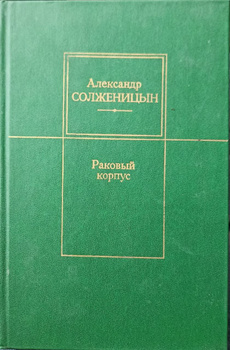 Александр
СОЛЖЕНИЦЫН
Раковый
корпус